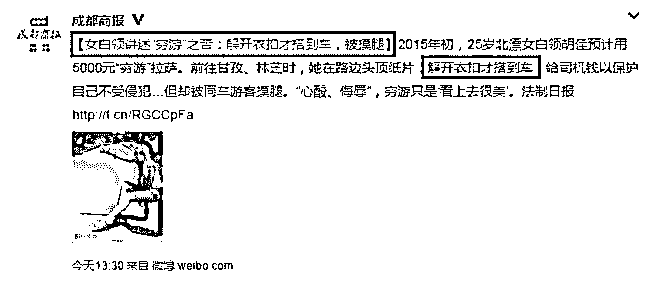 成都商报 V
【女白领讲述"穷游"之苦：解开衣扣才搭到车，被摸腿】2015年初，25岁北漂女白领胡蓓预计用
5000元"穷游"拉萨。前往甘孜、林芝时，她在路边头顶纸片，解开衣扣才搭到车，给司机钱以保护
自己不受侵犯...但却被同车游客摸腿。"心酸、侮辱"，穷游只是"看上去很美"。法制日报
http://t.cn/RGCCpFa
今天13:30 来自 微博 weibo.com